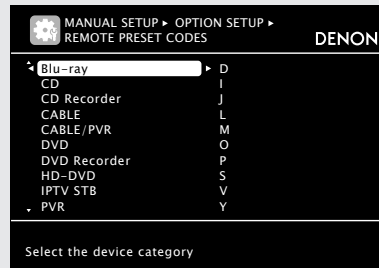 MANUAL SETUP ▸ OPTION SETUP ▸
REMOTE PRESET CODES
DENON
Blu-ray ▸ D
CD I
CD Recorder J
CABLE L
CABLE/PVR M
DVD O
DVD Recorder P
HD-DVD S
IPTV STB V
PVR Y
Select the device category